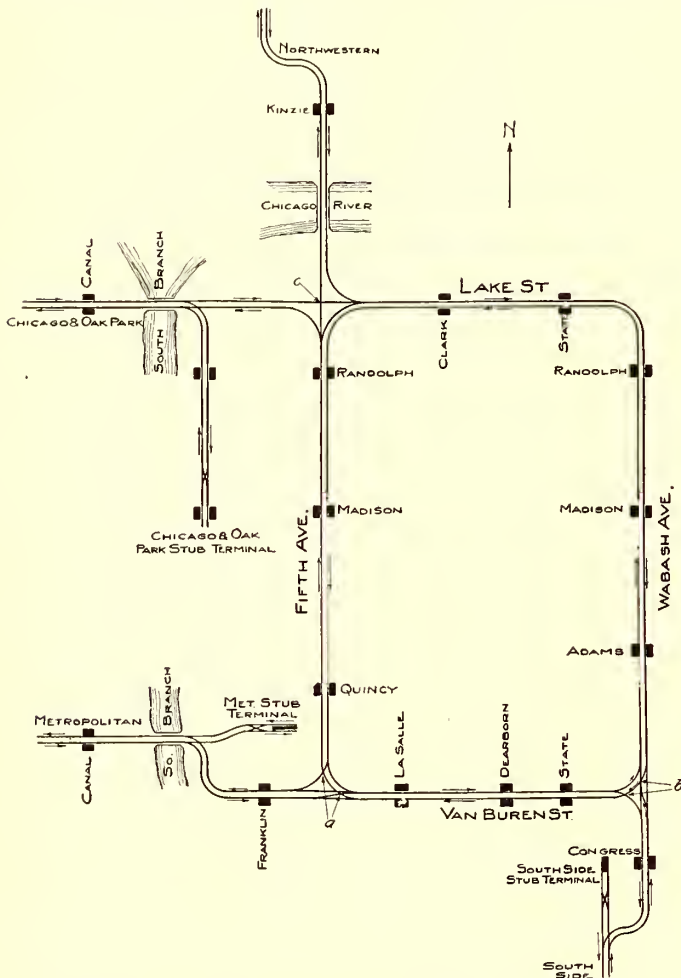 NORTHWESTERN
KINZIE
N
CHICAGO RIVER
CANAL
BRANCH
SOUTH
CHICAGO & OAK PARK
C
LAKE ST
CLARK
STATE
RANDOLPH
RANDOLPH
MADISON
MADISON
CHICAGO & OAK
PARK STUB TERMINAL
FIFTH AVE.
WABASH AVE.
ADAMS
QUINCY
METROPOLITAN
BRANCH
SO.
MET. STUB
TERMINAL
CANAL
FRANKLIN
LA SALLE
DEARBORN
STATE
a
VAN BUREN ST.
CONGRESS
SOUTH SIDE
STUB TERMINAL
SOUTH
SIDE